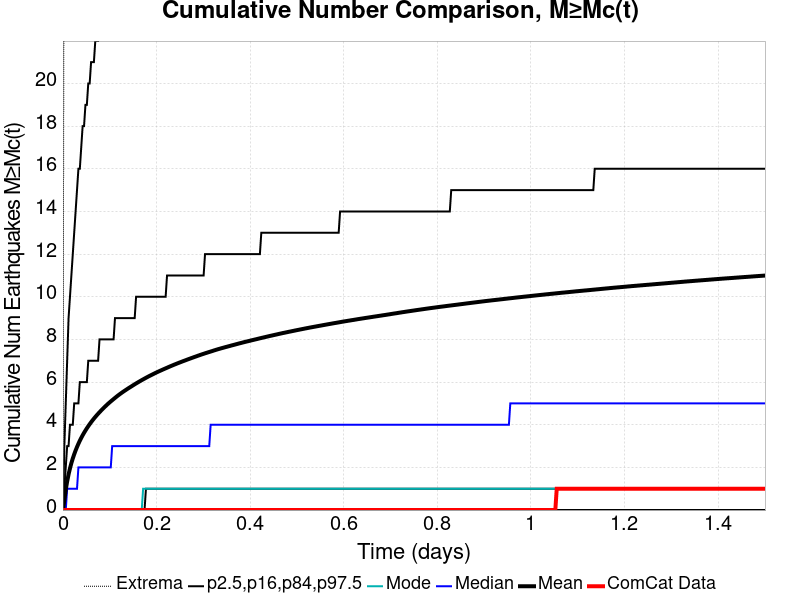 Cumulative Number Comparison, M≥Mc(t)
Cumulative Num Earthquakes M≥Mc(t)
20
18
16
14
12
10
8
6
4
2
0
0 0.2 0.4 0.6 0.8 1 1.2 1.4
Time (days)
Extrema p2.5,p16,p84,p97.5 Mode Median Mean ComCat Data